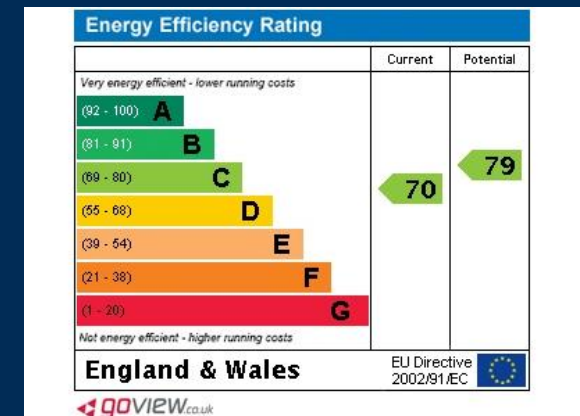 Energy Efficiency Rating
Current Potential
Very energy efficient - lower running costs
(92 - 100) A
(81 - 91) B
(69 - 80) C
(55 - 68) D
(39 - 54) E
(21 - 38) F
(1 - 20) G
70
79
Not energy efficient - higher running costs
England & Wales
EU Directive
2002/91/EC
goview.co.uk